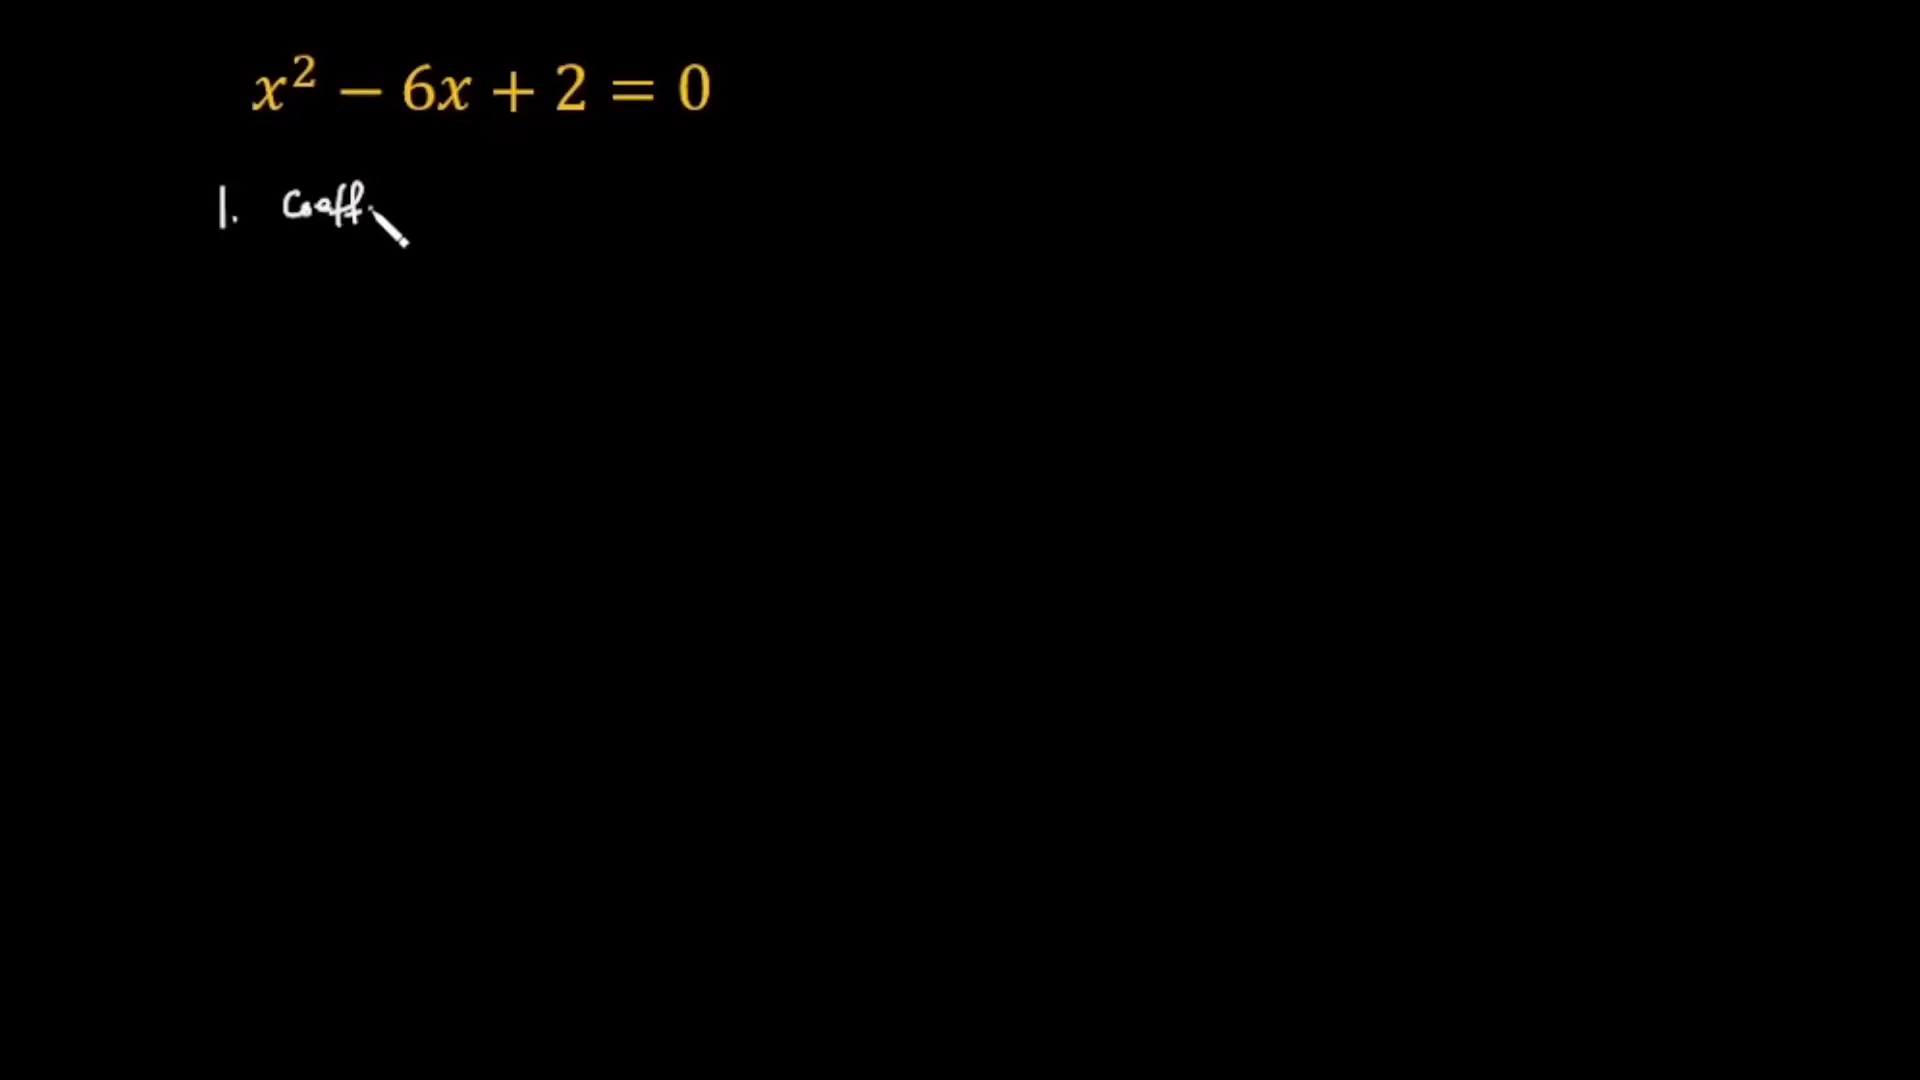 x² − 6x + 2 = 0
1. Coeff